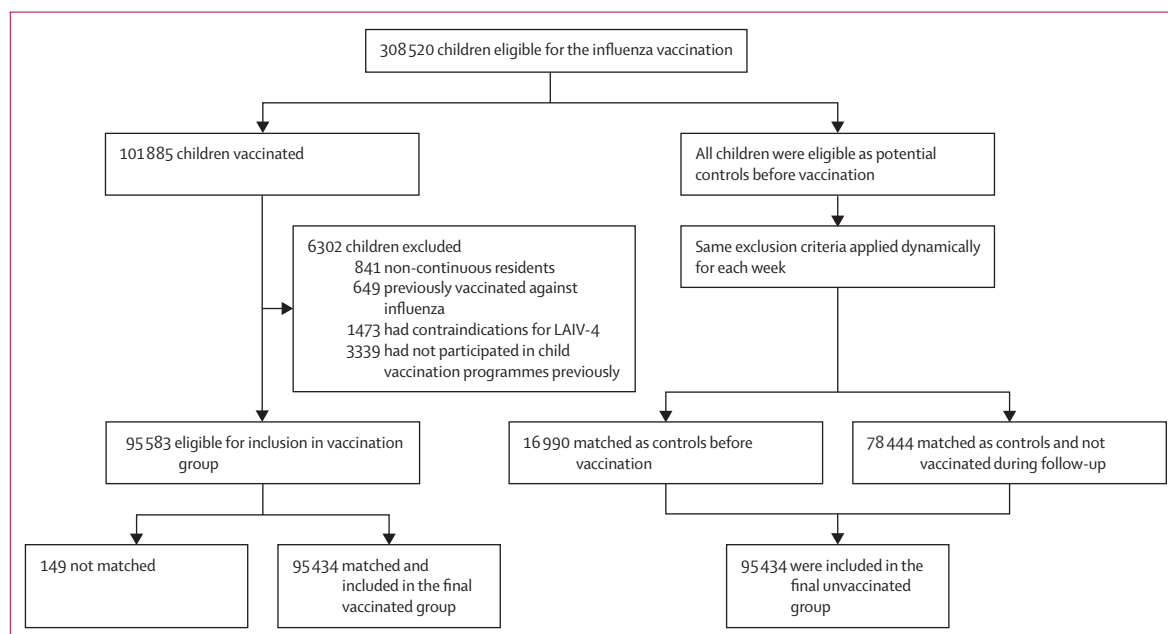 308 520 children eligible for the influenza vaccination
101 885 children vaccinated
All children were eligible as potential
controls before vaccination
6302 children excluded
841 non-continuous residents
649 previously vaccinated against
influenza
1473 had contraindications for LAIV-4
3339 had not participated in child
vaccination programmes previously
Same exclusion criteria applied dynamically
for each week
95 583 eligible for inclusion in vaccination
group
16 990 matched as controls before
vaccination
78 444 matched as controls and not
vaccinated during follow-up
149 not matched
95 434 matched and
included in the final
vaccinated group
95 434 were included in the
final unvaccinated
group